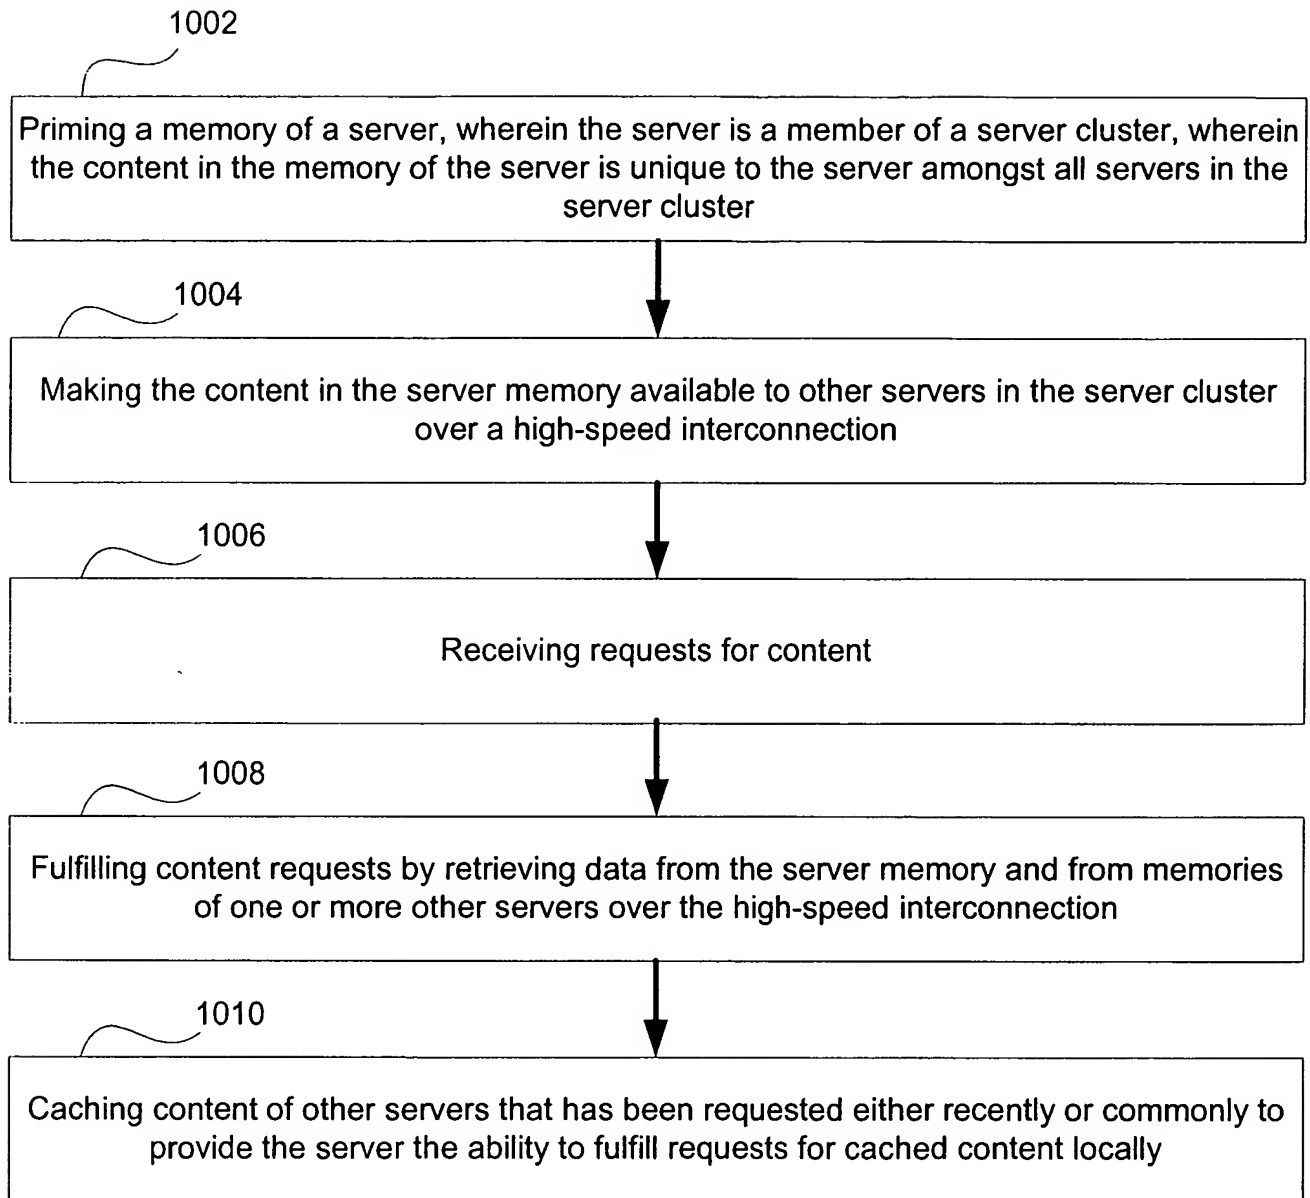 1002
Priming a memory of a server, wherein the server is a member of a server cluster, wherein
the content in the memory of the server is unique to the server amongst all servers in the
server cluster
1004
Making the content in the server memory available to other servers in the server cluster
over a high-speed interconnection
1006
Receiving requests for content
1008
Fulfilling content requests by retrieving data from the server memory and from memories
of one or more other servers over the high-speed interconnection
1010
Caching content of other servers that has been requested either recently or commonly to
provide the server the ability to fulfill requests for cached content locally